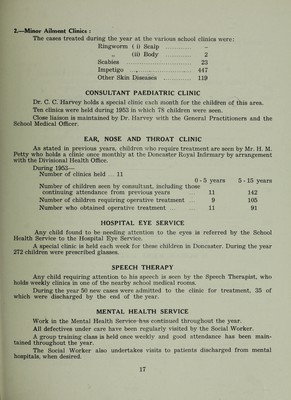 2.—Minor Ailment Clinics :
The cases treated during the year at the various school clinics were:
Ringworm ( i) Scalp ............ –
„ (ii) Body ............ 2
Scabies ............ 23
Impetigo ............ 447
Other Skin Diseases ............ 119
CONSULTANT PAEDIATRIC CLINIC
Dr. C. C. Harvey holds a special clinic each month for the children of this area.
Ten clinics were held during 1953 in which 78 children were seen.
Close liaison is maintained by Dr. Harvey with the General Practitioners and the
School Medical Officer.
EAR, NOSE AND THROAT CLINIC
As stated in previous years, children who require treatment are seen by Mr. H. M.
Petty who holds a clinic once monthly at the Doncaster Royal Infirmary by arrangement
with the Divisional Health Office.
During 1953—
Number of clinics held ... 11
0 - 5 years 5 - 15 years
Number of children seen by consultant, including those
continuing attendance from previous years ...... 11 142
Number of children requiring operative treatment ... 9 105
Number who obtained operative treatment ...... 11 91
HOSPITAL EYE SERVICE
Any child found to be needing attention to the eyes is referred by the School
Health Service to the Hospital Eye Service.
A special clinic is held each week for these children in Doncaster. During the year
272 children were prescribed glasses.
SPEECH THERAPY
Any child requiring attention to his speech is seen by the Speech Therapist, who
holds weekly clinics in one of the nearby school medical rooms.
During the year 50 new cases were admitted to the clinic for treatment, 35 of
which were discharged by the end of the year.
MENTAL HEALTH SERVICE
Work in the Mental Health Service has continued throughout the year.
All defectives under care have been regularly visited by the Social Worker.
A group training class is held once weekly and good attendance has been main-
tained throughout the year.
The Social Worker also undertakes visits to patients discharged from mental
hospitals, when desired.
17